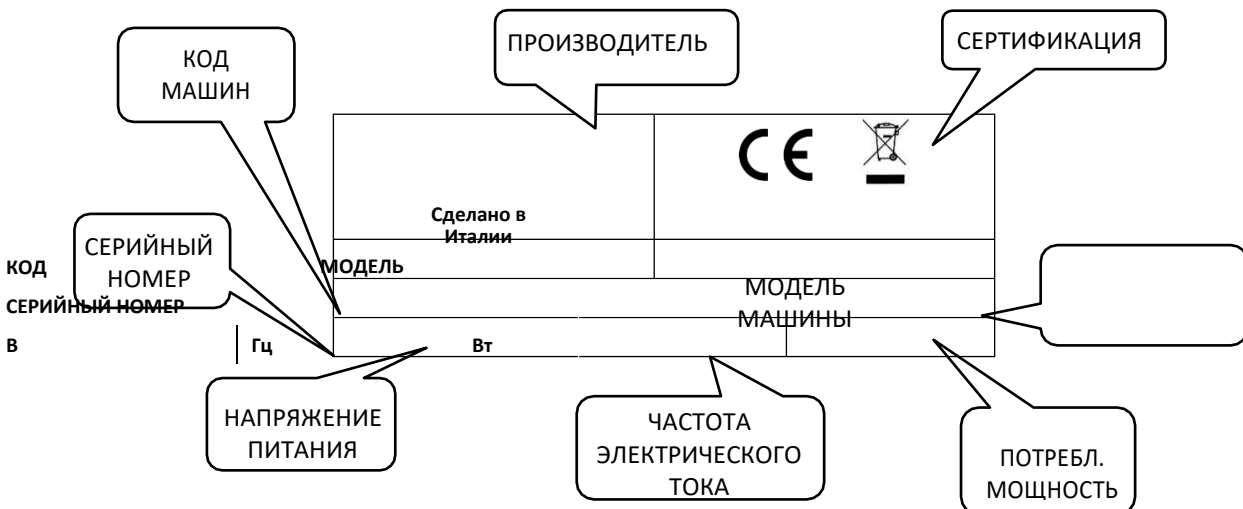 КОД
МАШИН
ПРОИЗВОДИТЕЛЬ
СЕРТИФИКАЦИЯ
CE
Сделано в
Италии
СЕРИЙНЫЙ
НОМЕР
КОД
МОДЕЛЬ
МОДЕЛЬ
МАШИНЫ
СЕРИЙНЫЙ НОМЕР
В
Гц
Вт
НАПРЯЖЕНИЕ
ПИТАНИЯ
ЧАСТОТА
ЭЛЕКТРИЧЕСКОГО
ТОКА
ПОТРЕБЛ.
МОЩНОСТЬ